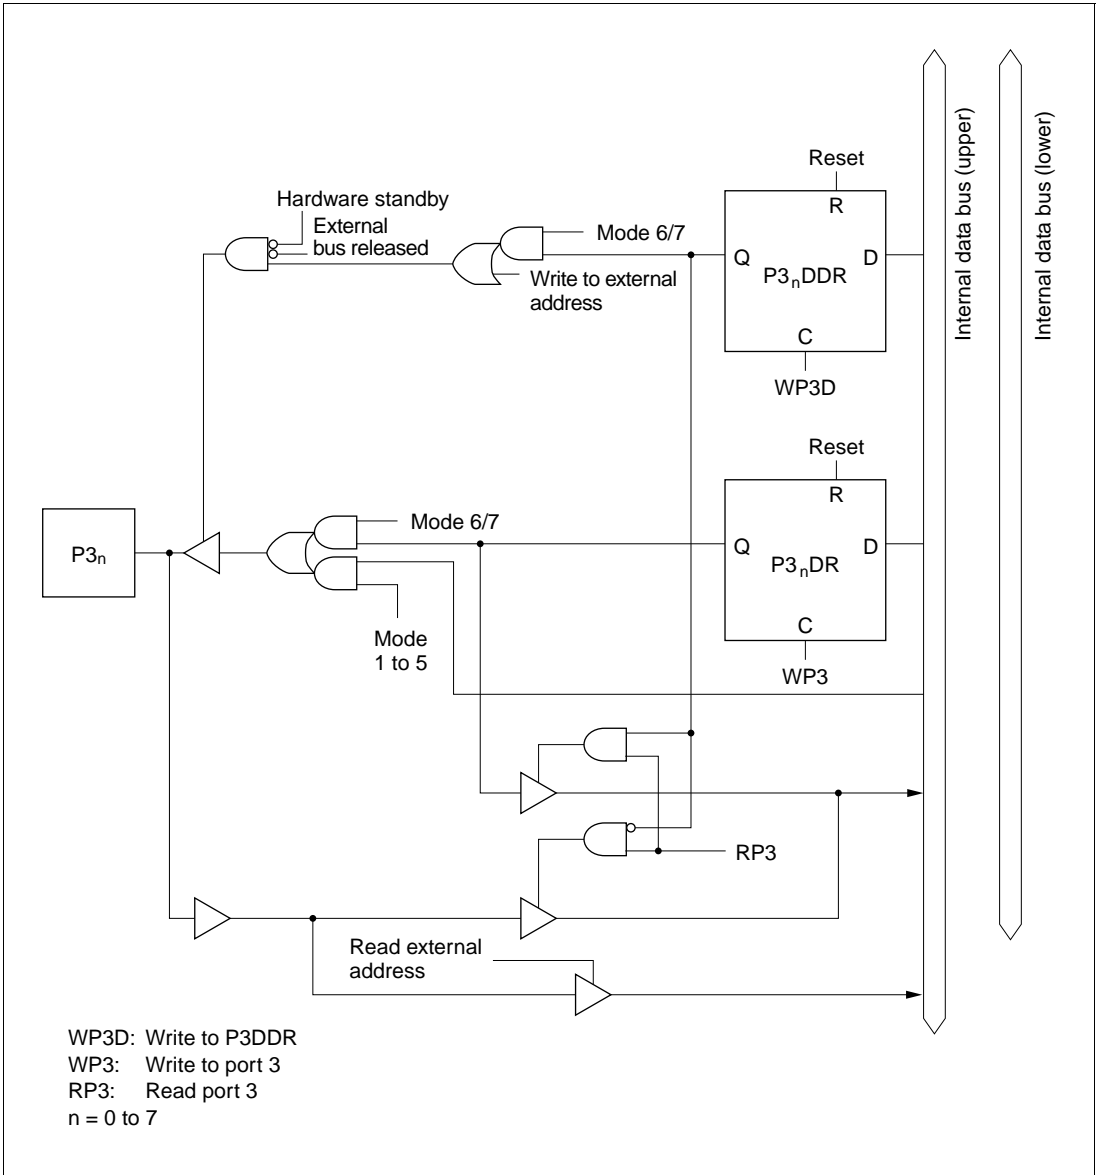 Reset
R
Hardware standby
External
bus released
Mode 6/7
Q
D
P3nDDR
Write to external
address
C
WP3D
Internal data bus (upper)
Internal data bus (lower)
Reset
R
Mode 6/7
P3n
Q
D
P3nDR
C
Mode
1 to 5
WP3
RP3
Read external
address
WP3D: Write to P3DDR
WP3: Write to port 3
RP3: Read port 3
n = 0 to 7